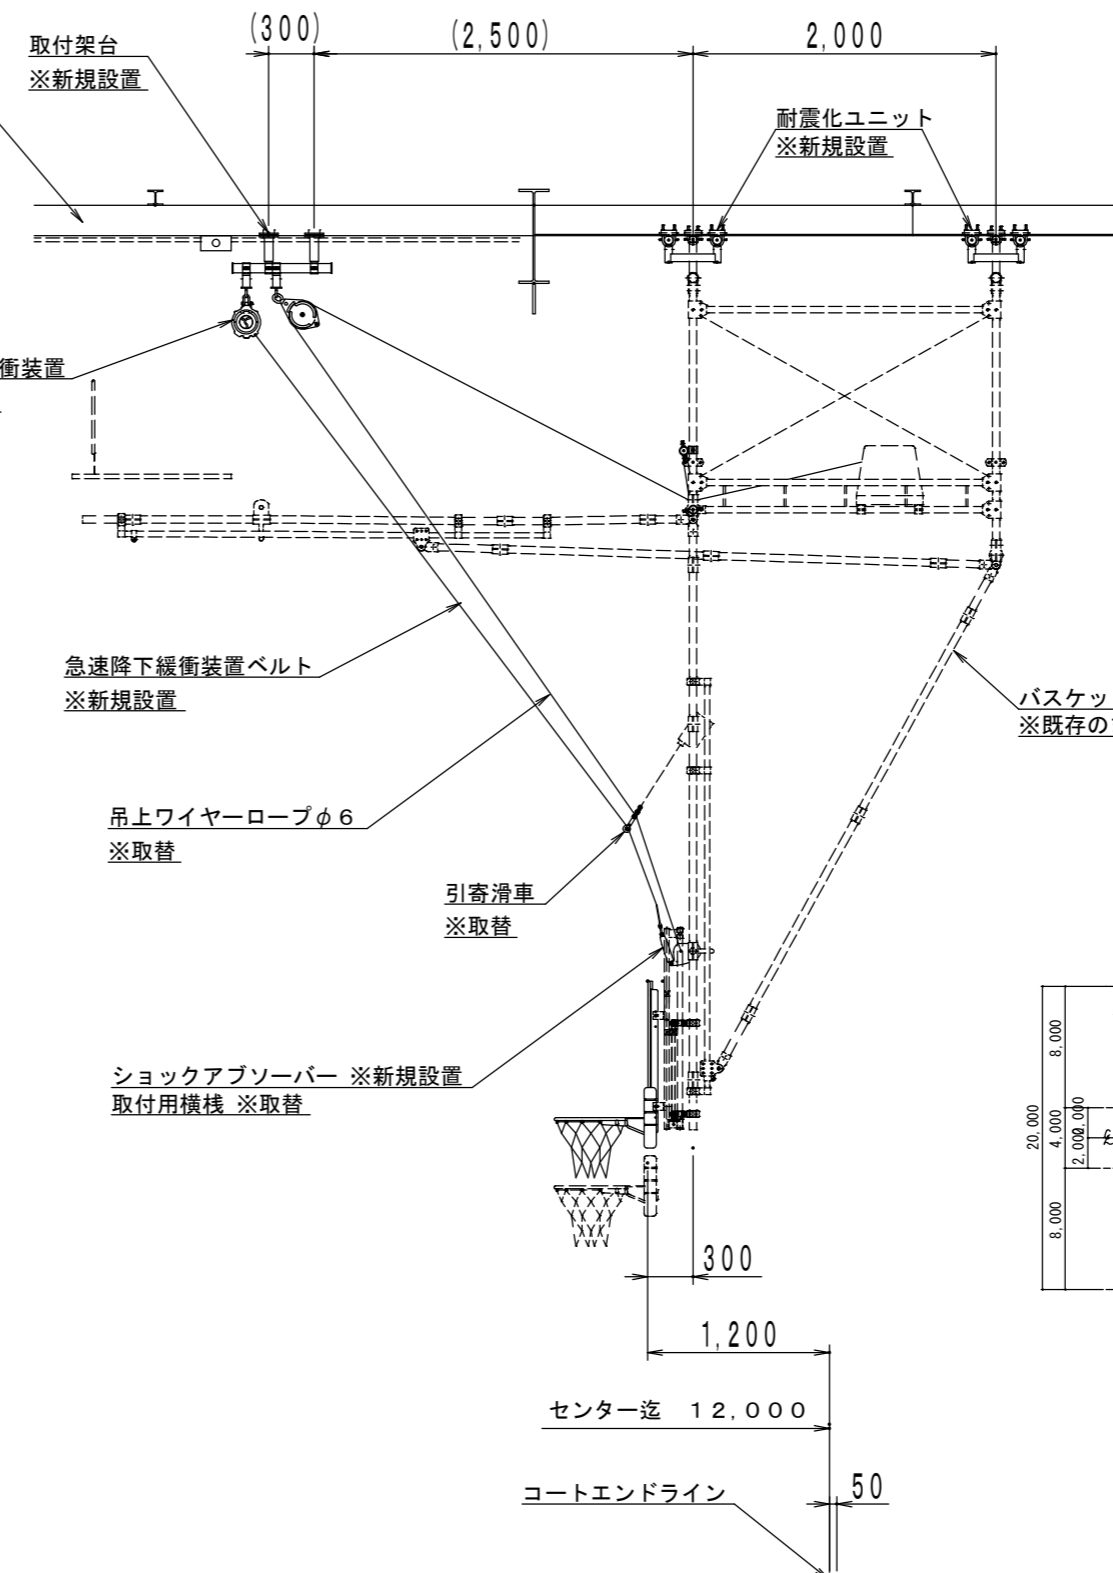 (300)
(2,500)
2,000
取付架台
※新規設置
耐震化ユニット
※新規設置
衝装置
急速降下緩衝装置ベルト
※新規設置
バスケッ
※既存の
吊上ワイヤーロープφ6
※取替
引寄滑車
※取替
ショックアブソーバー ※新規設置
取付用横桟 ※取替
20,000
8,000
4,000
8,000
2,000
2,000
300
1,200
センター迄 12,000
50
コートエンドライン